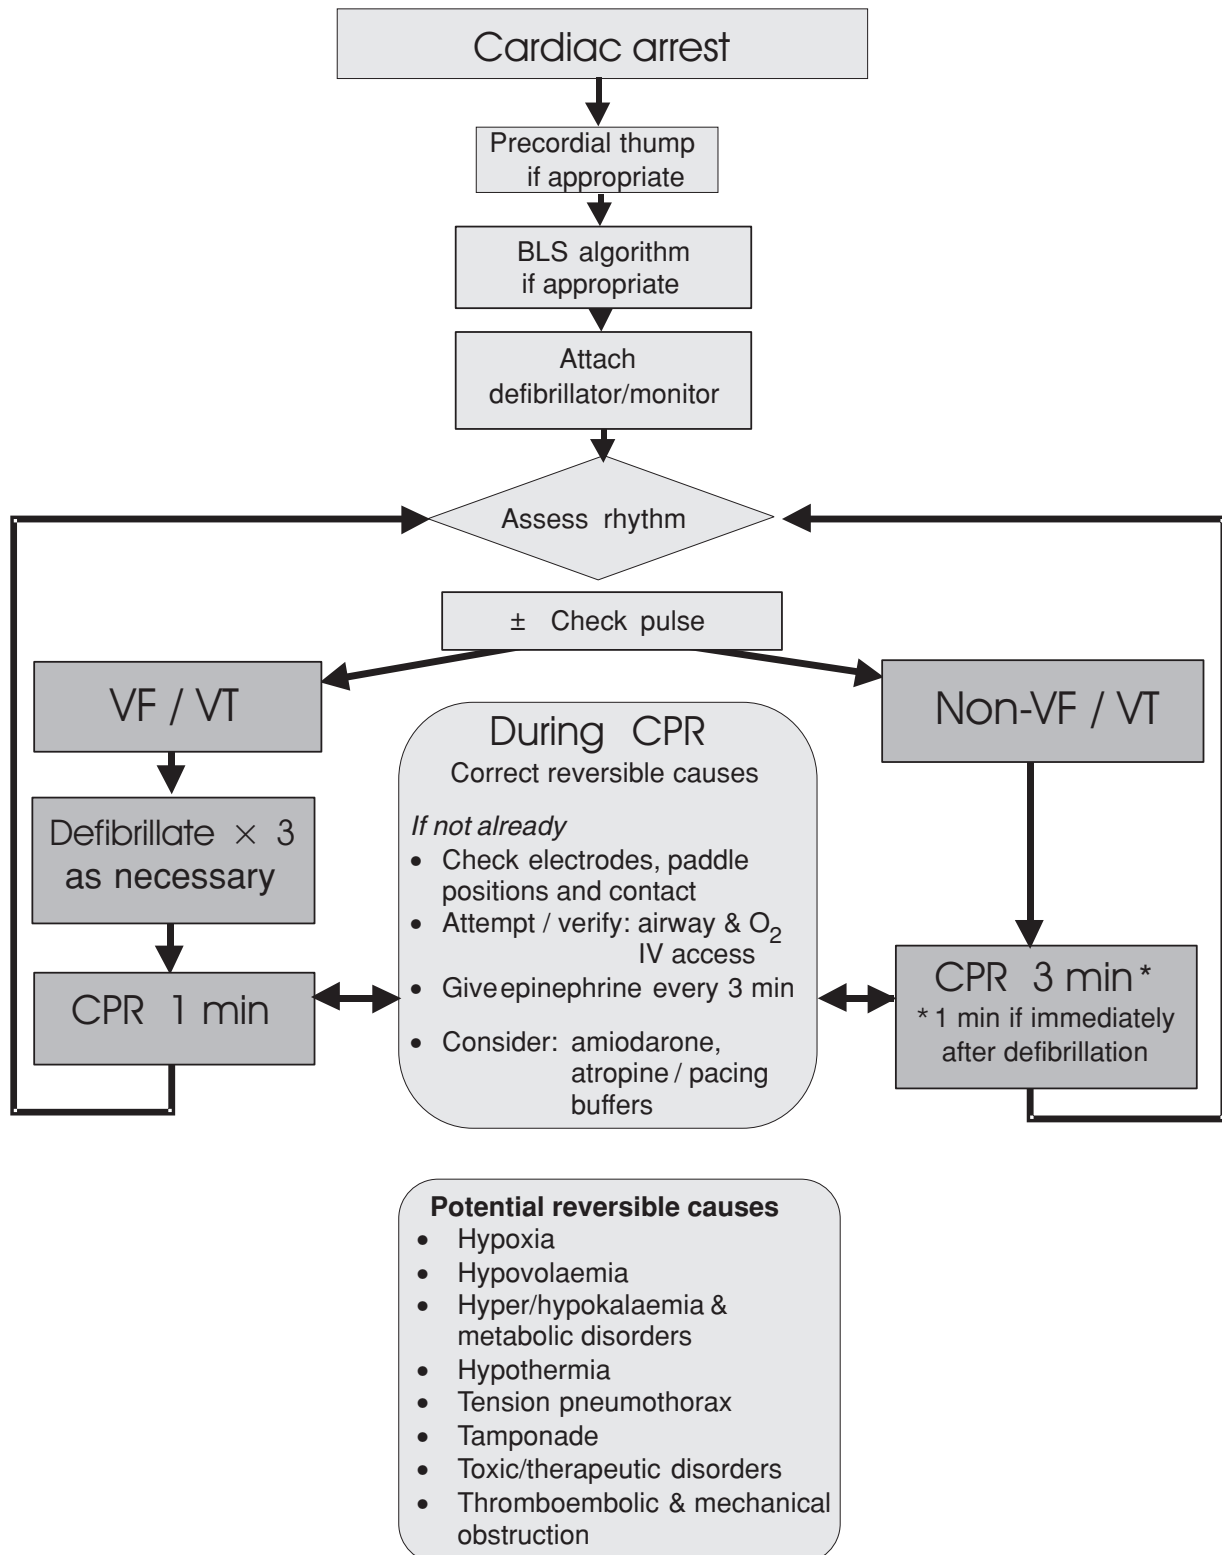 Cardiac arrest
Precordial thump
if appropriate
BLS algorithm
if appropriate
Attach
defibrillator/monitor
Assess rhythm
± Check pulse
VF / VT
Non-VF / VT
Defibrillate × 3
as necessary
CPR 1 min
During CPR
Correct reversible causes
If not already
• Check electrodes, paddle
positions and contact
• Attempt / verify: airway & O2
IV access
• Give epinephrine every 3 min
• Consider: amiodarone,
atropine / pacing
buffers
CPR 3 min*
* 1 min if immediately
after defibrillation
Potential reversible causes
• Hypoxia
• Hypovolaemia
• Hyper/hypokalaemia &
metabolic disorders
• Hypothermia
• Tension pneumothorax
• Tamponade
• Toxic/therapeutic disorders
• Thromboembolic & mechanical
obstruction